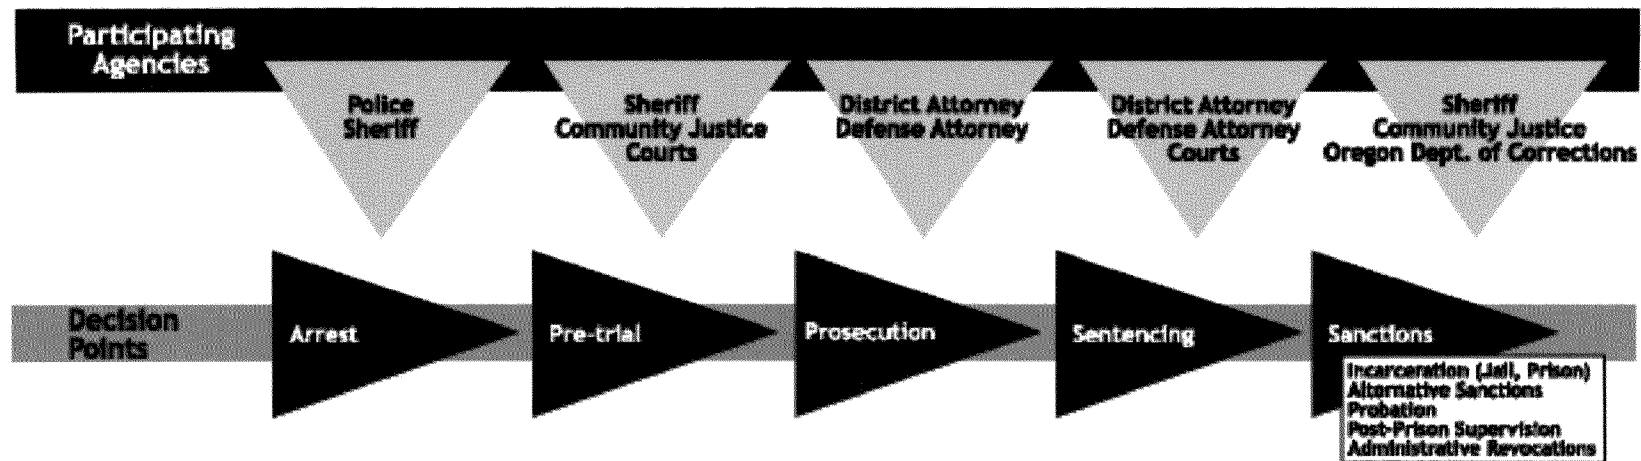 Participating
Agencies
Police
Sheriff
Sheriff
Community Justice
Courts
District Attorney
Defense Attorney
District Attorney
Defense Attorney
Courts
Sheriff
Community Justice
Oregon Dept. of Corrections
Decision
Points
Arrest
Pre-trial
Prosecution
Sentencing
Sanctions
Incarceration (Jail, Prison)
Alternative Sanctions
Probation
Post-Prison Supervision
Administrative Revocations